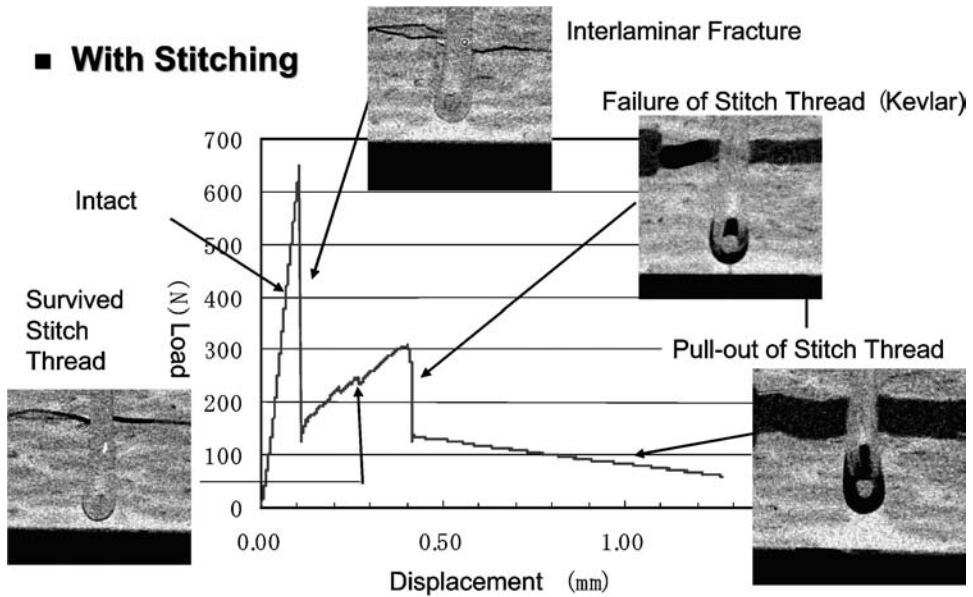 ■ With Stitching
Interlaminar Fracture
Failure of Stitch Thread (Kevlar)
Intact
Survived
Stitch
Thread
Pull-out of Stitch Thread
700
600
500
400
300
200
100
0
(N) Load
0.00 0.50 1.00
Displacement (mm)